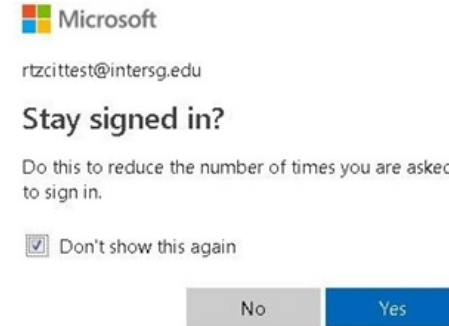 Microsoft
rtzcittest@intersg.edu
Stay signed in?
Do this to reduce the number of times you are asked
to sign in.
Don't show this again
No
Yes